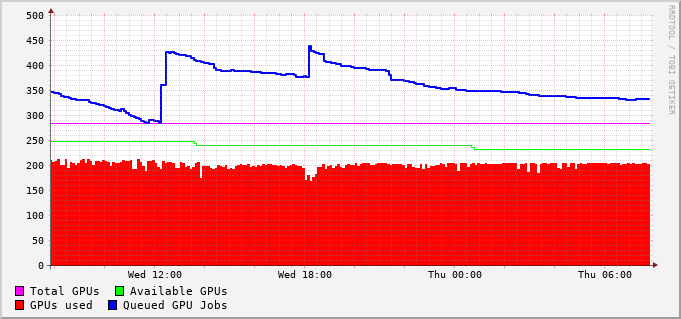 500
450
400
350
300
250
200
150
100
50
0
Wed 12:00 Wed 18:00 Thu 00:00 Thu 06:00
Total GPUs Available GPUs
GPUs used Queued GPU Jobs
RRDTOOL / TOBI OETIKER